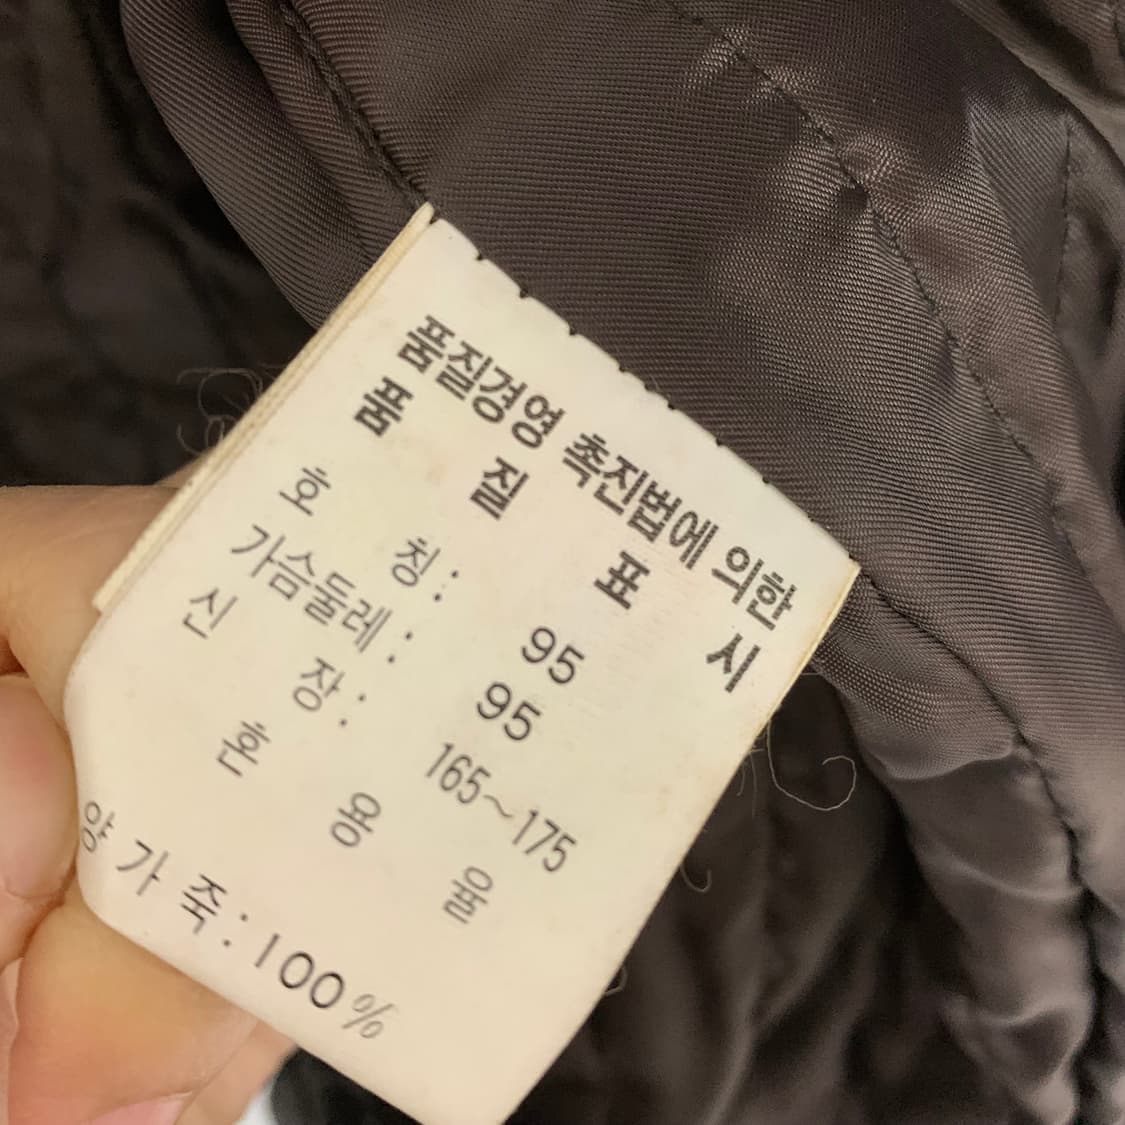 품질경영 촉진법에 의한
품 질 표 시
호 칭: 95
가슴둘레: 95
신 장: 165~175
혼 용 율
양 가 죽: 100%